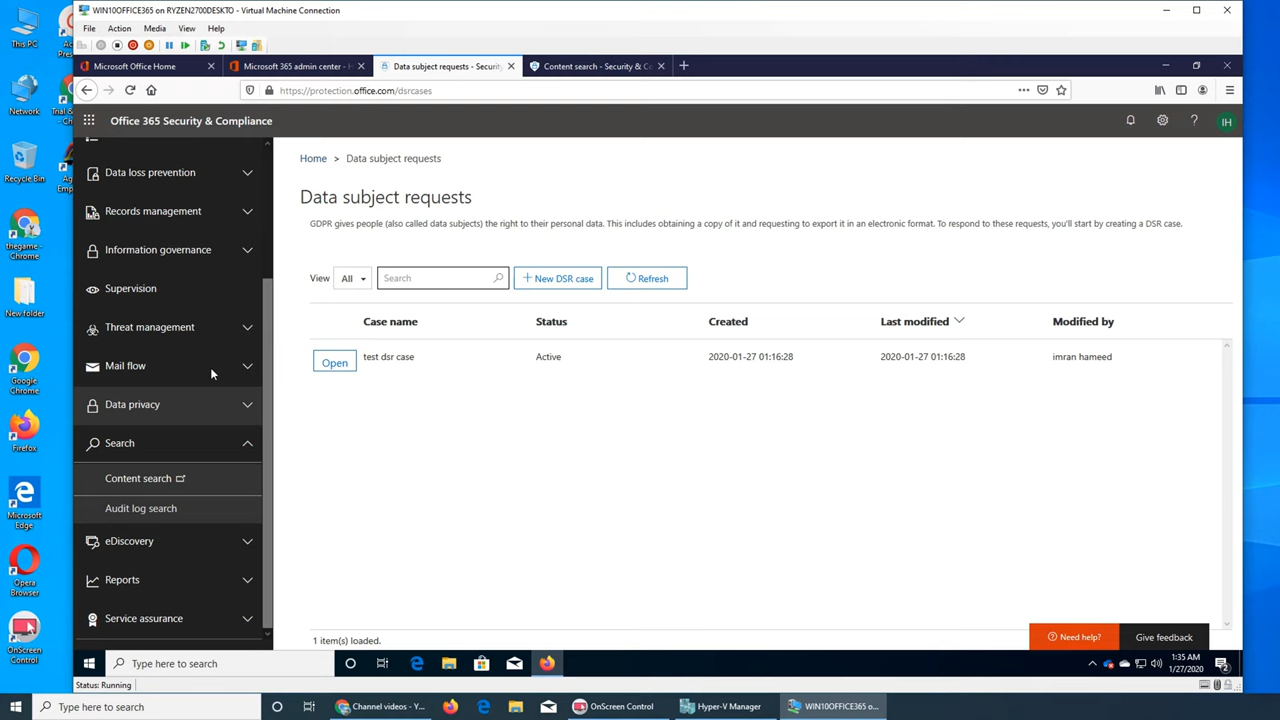 WIN10OFFICE365 on RYZEN2700DESKTO - Virtual Machine Connection
File Action Media View Help
Microsoft Office Home
Microsoft 365 admin center - H
Data subject requests - Security
Content search - Security & Co
https://protection.office.com/dsrcases
Office 365 Security & Compliance
IH
Data loss prevention
Records management
Information governance
Supervision
Threat management
Mail flow
Data privacy
Search
Content search
Audit log search
eDiscovery
Reports
Service assurance
Home > Data subject requests
Data subject requests
GDPR gives people (also called data subjects) the right to their personal data. This includes obtaining a copy of it and requesting to export it in an electronic format. To respond to these requests, you'll start by creating a DSR case.
View All Search New DSR case Refresh
Case name Status Created Last modified Modified by
Open test dsr case Active 2020-01-27 01:16:28 2020-01-27 01:16:28 imran hameed
1 item(s) loaded.
Need help? Give feedback
This PC
Network
Recycle Bin
thegame -
Chrome
New folder
Google
Chrome
Firefox
Microsoft
Edge
Opera
Browser
OnScreen
Control
Type here to search
1:35 AM
1/27/2020
2
Status: Running
Type here to search
Channel videos - Y...
OnScreen Control
Hyper-V Manager
WIN10OFFICE365 o...